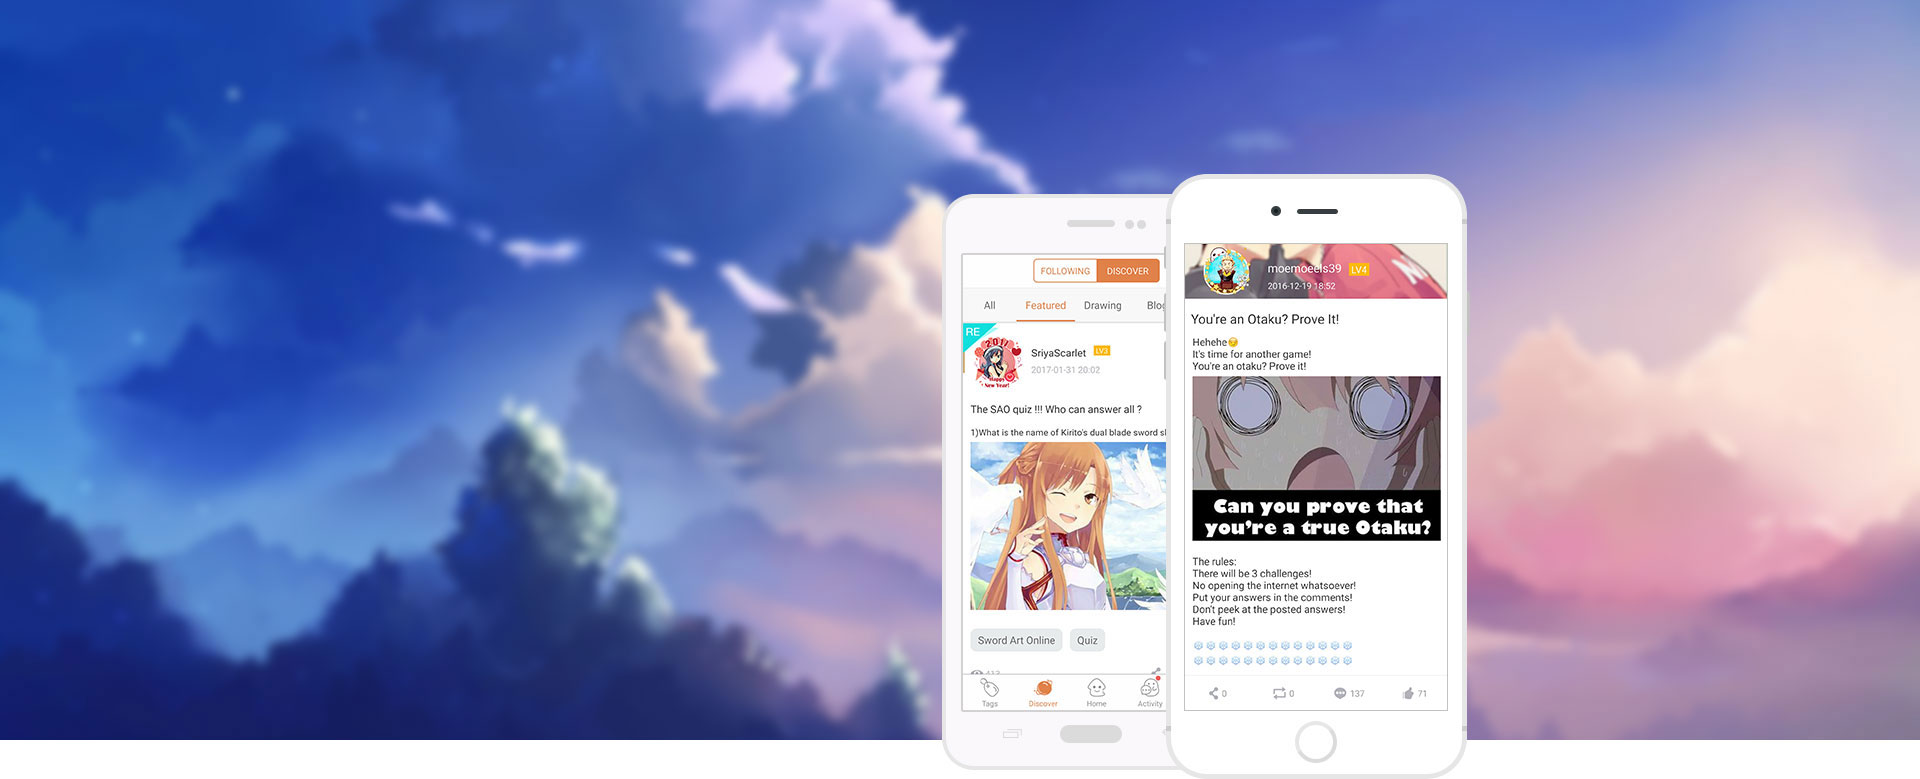 FOLLOWING DISCOVER
All Featured Drawing Blog
RE
2017
Happy
New Year!
SriyaScarlet LV3
2017-01-31 20:02
The SAO quiz !!! Who can answer all ?
1)What is the name of Kirito's dual blade sword
Sword Art Online Quiz
Tags Discover Home Activity
moemoeels39 LV4
2016-12-19 18:52
You're an Otaku? Prove It!
Hehehe😏
It's time for another game!
You're an otaku? Prove it!
Can you prove that
you're a true Otaku?
The rules:
There will be 3 challenges!
No opening the internet whatsoever!
Put your answers in the comments!
Don't peek at the posted answers!
Have fun!
0 0 137 71